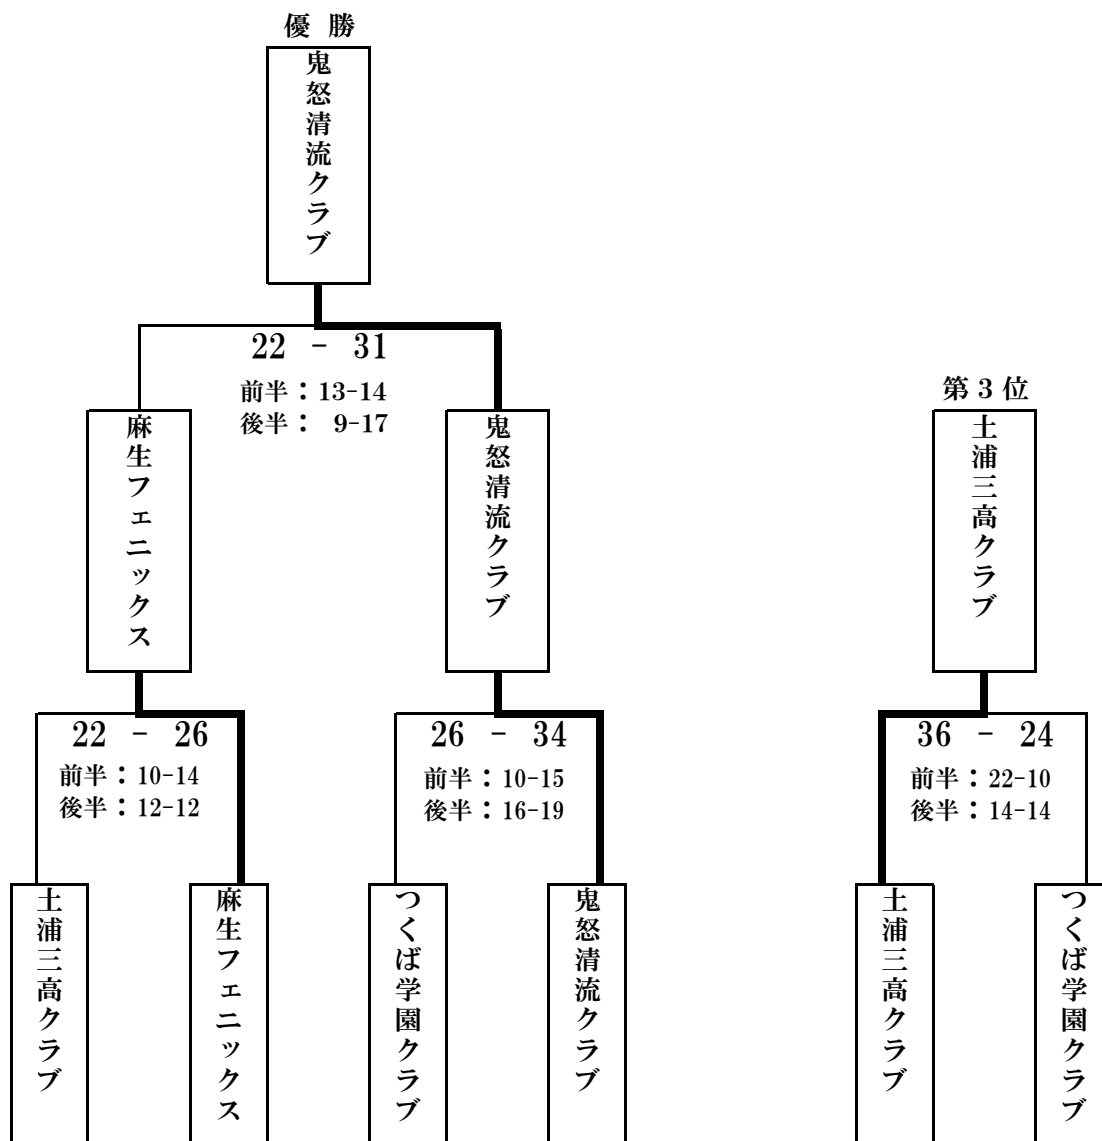 優 勝
鬼怒清流クラブ
22 - 31
前半：13-14
後半： 9-17
麻生フェニックス
鬼怒清流クラブ
第３位
土浦三高クラブ
22 - 26
前半：10-14
後半：12-12
26 - 34
前半：10-15
後半：16-19
36 - 24
前半：22-10
後半：14-14
土浦三高クラブ
麻生フェニックス
つくば学園クラブ
鬼怒清流クラブ
土浦三高クラブ
つくば学園クラブ